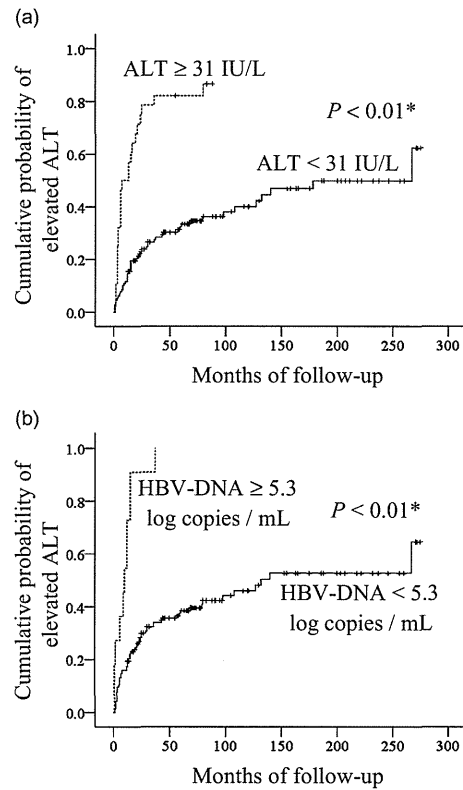 (a)
Cumulative probability of
elevated ALT
1.0
0.8
0.6
0.4
0.2
0.0
ALT ≥ 31 IU/L
P < 0.01*
ALT < 31 IU/L
0 50 100 150 200 250
Months of follow-up
(b)
Cumulative probability of
elevated ALT
1.0
0.8
0.6
0.4
0.2
0.0
HBV-DNA ≥ 5.3
log copies / mL
P < 0.01*
HBV-DNA < 5.3
log copies / mL
0 50 100 150 200 250 300
Months of follow-up